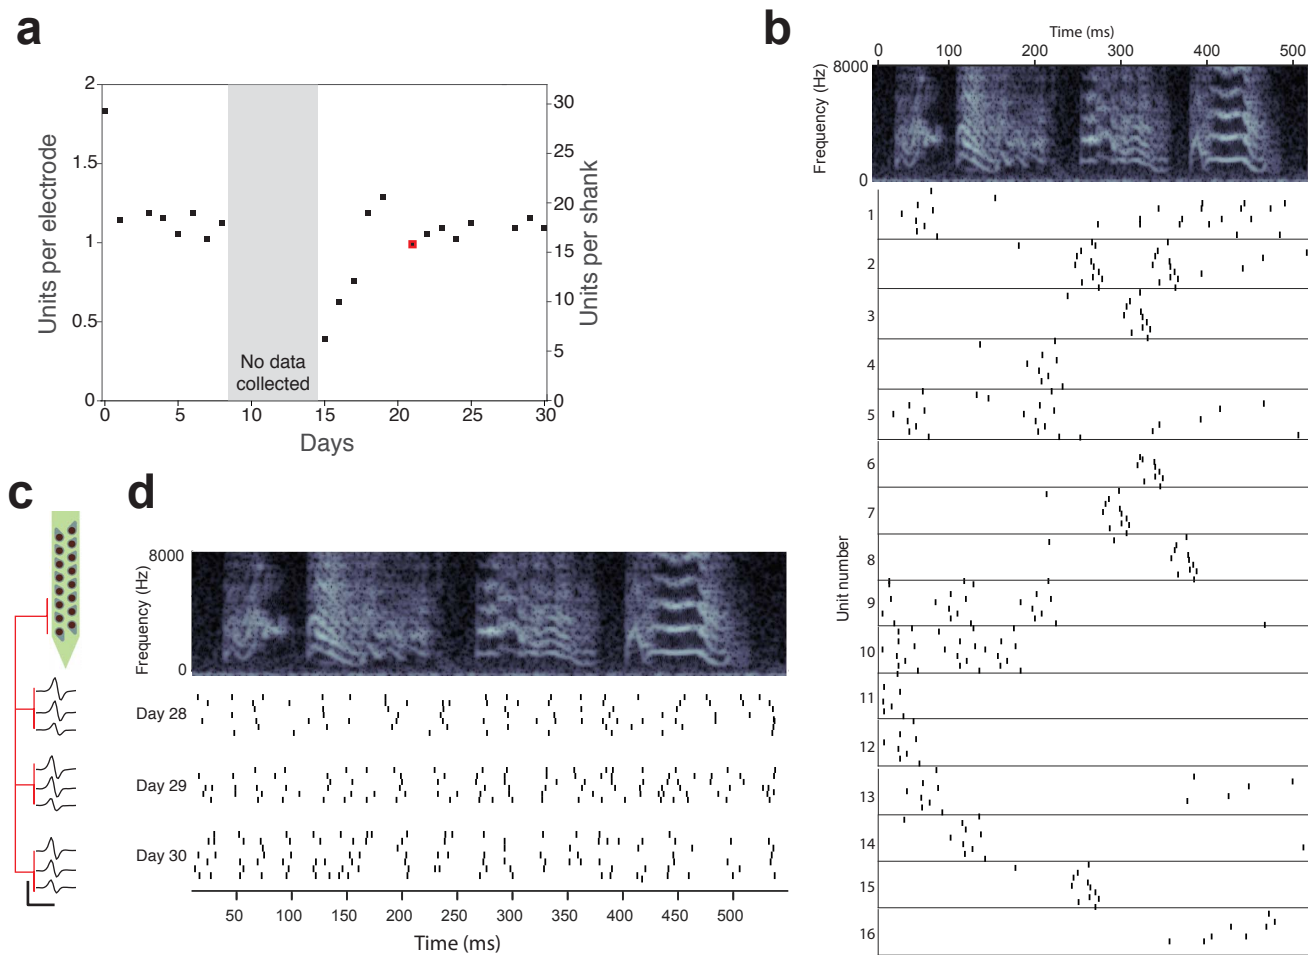 a
2
1.5
1
0.5
0
Units per electrode
30
25
20
15
10
5
0
Units per shank
No data
collected
0 5 10 15 20 25 30
Days
b
Time (ms)
0 100 200 300 400 500
8000
0
Frequency (Hz)
1
2
3
4
5
6
7
8
9
10
11
12
13
14
15
16
Unit number
c
d
8000
0
Frequency (Hz)
Day 28
Day 29
Day 30
50 100 150 200 250 300 350 400 450 500
Time (ms)